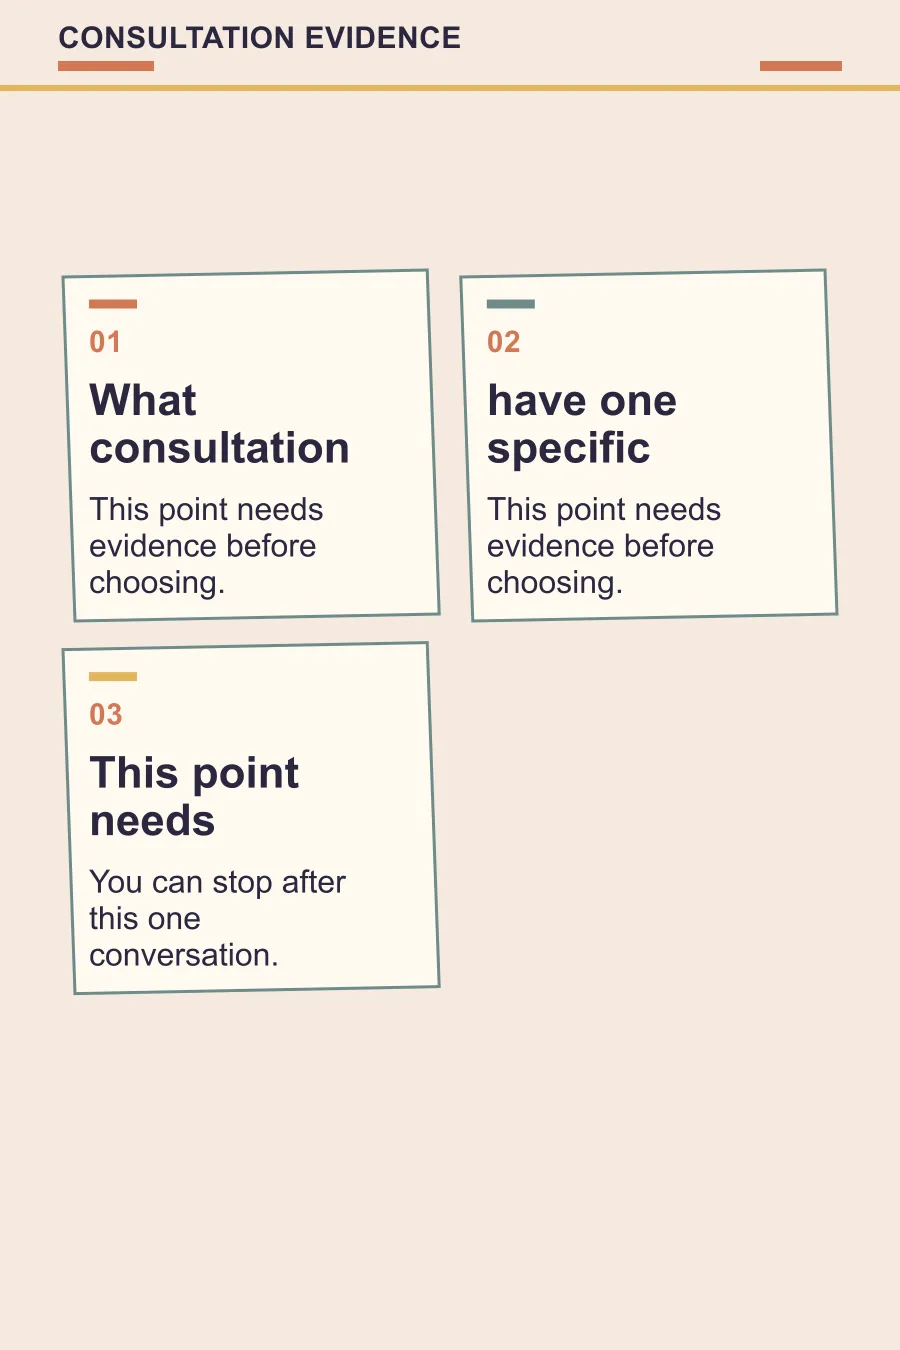 CONSULTATION EVIDENCE
01
What
consultation
This point needs
evidence before
choosing.
02
have one
specific
This point needs
evidence before
choosing.
03
This point
needs
You can stop after
this one
conversation.